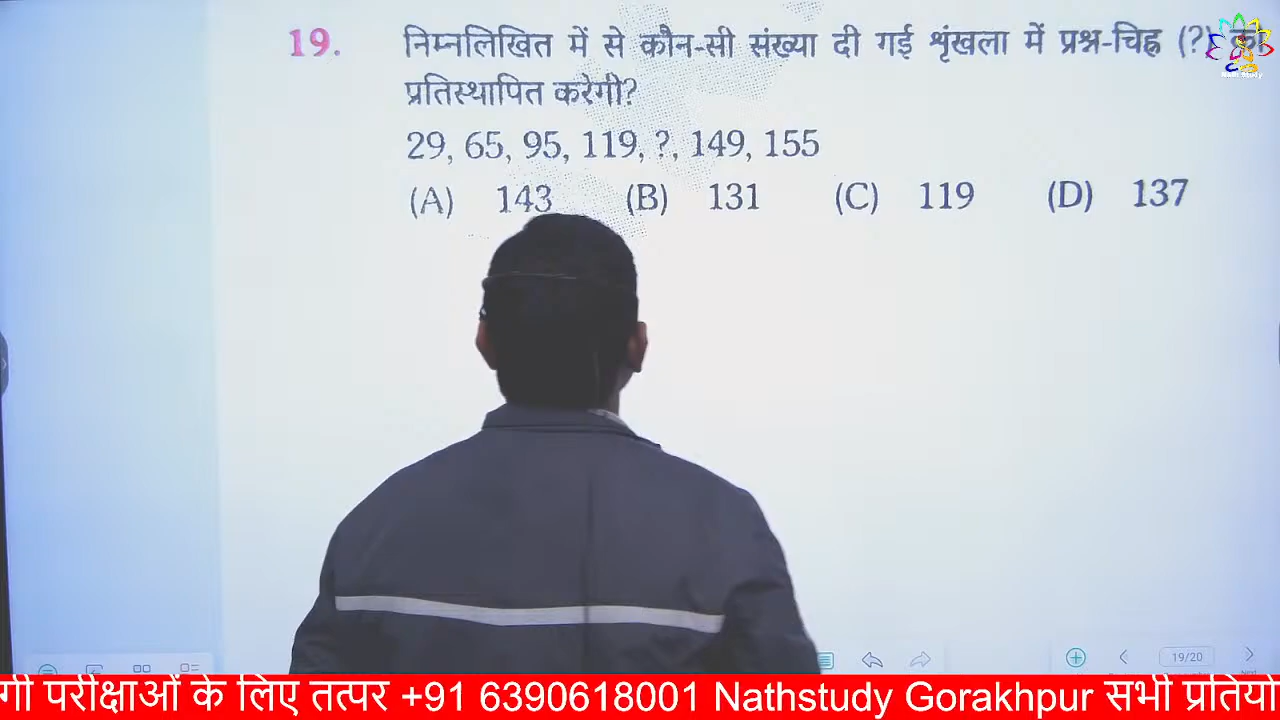 19. निम्नलिखित में से कौन-सी संख्या दी गई शृंखला में प्रश्न-चिह्न (?) को
प्रतिस्थापित करेगी?
29, 65, 95, 119, ?, 149, 155
(A) 143 (B) 131 (C) 119 (D) 137
19/20
गी परीक्षाओं के लिए तत्पर +91 6390618001 Nathstudy Gorakhpur सभी प्रतियो